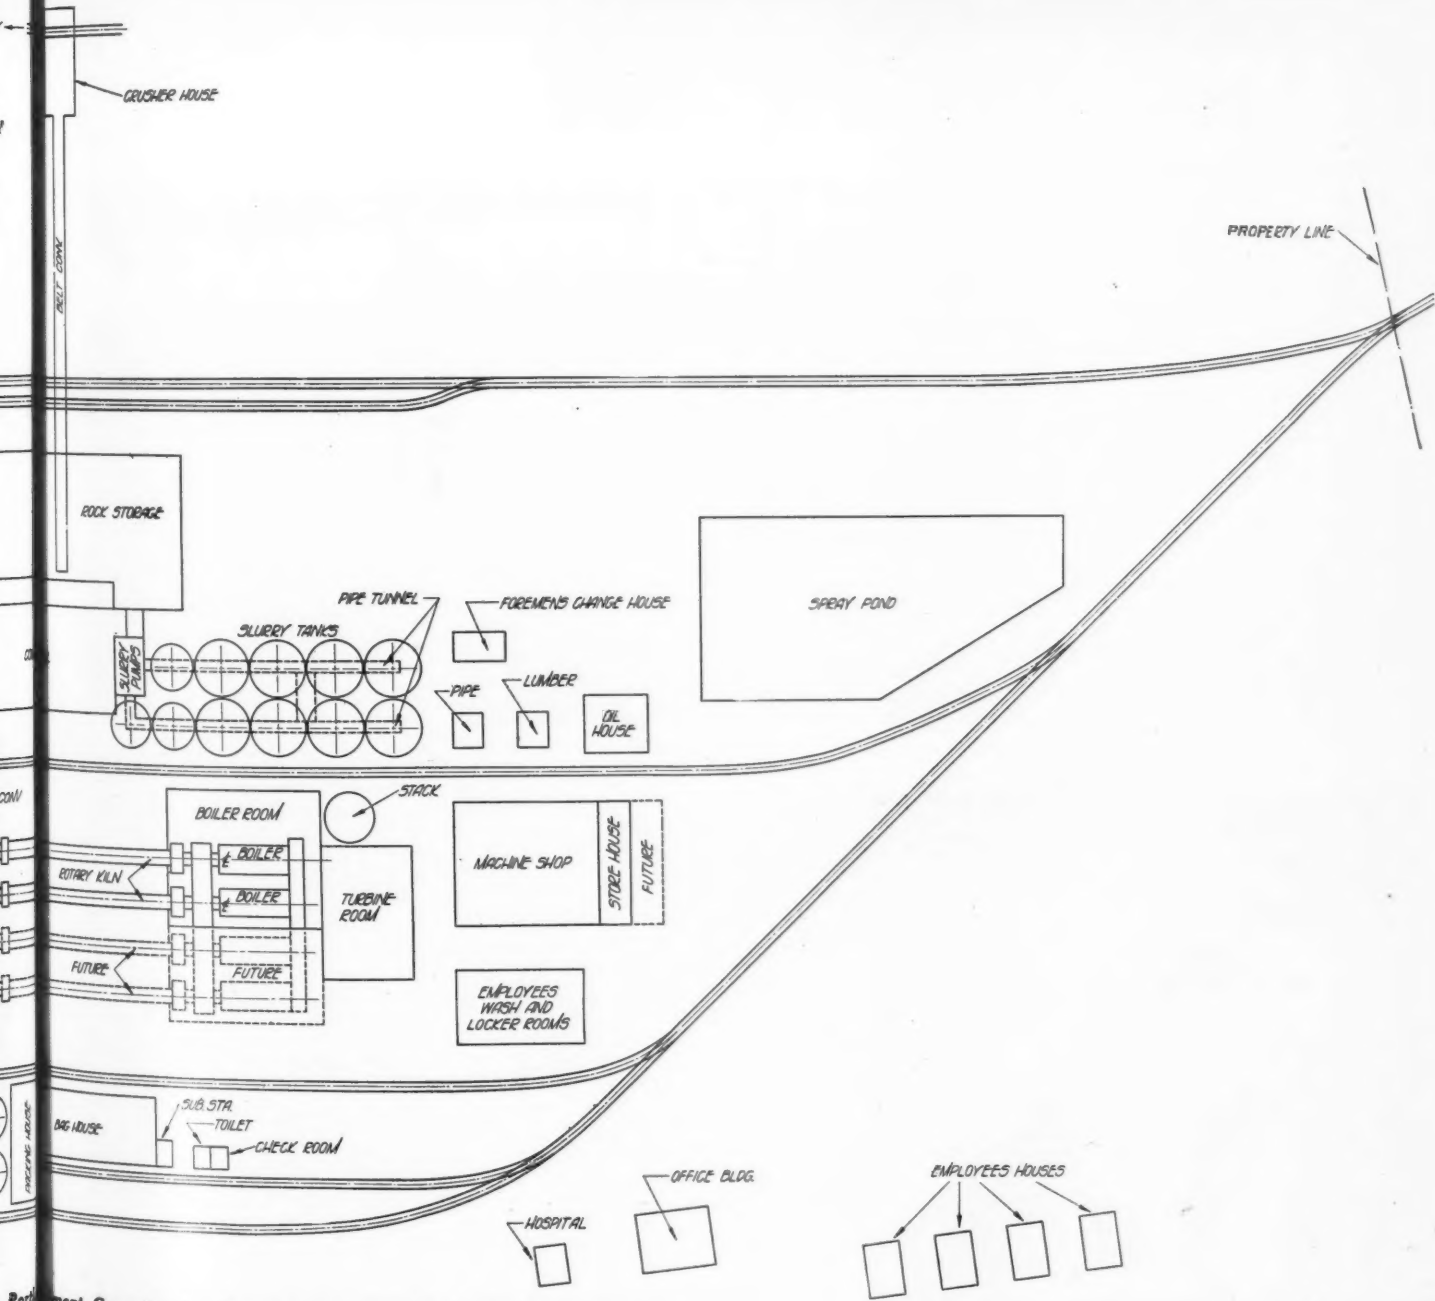 CRUSHER HOUSE
PROPERTY LINE
BELT CONV.
ROCK STORAGE
PIPE TUNNEL
FOREMENS CHANGE HOUSE
SPRAY POND
SLURRY TANKS
SLURRY
PUMPS
PIPE
LUMBER
OIL
HOUSE
CONV
STACK
BOILER ROOM
BOILER
ROTARY KILN
BOILER
TURBINE
ROOM
MACHINE SHOP
STORE HOUSE
FUTURE
FUTURE
FUTURE
EMPLOYEES
WASH AND
LOCKER ROOMS
PACKING HOUSE
BAG HOUSE
SUB. STA.
TOILET
CHECK ROOM
OFFICE BLDG.
EMPLOYEES HOUSES
HOSPITAL